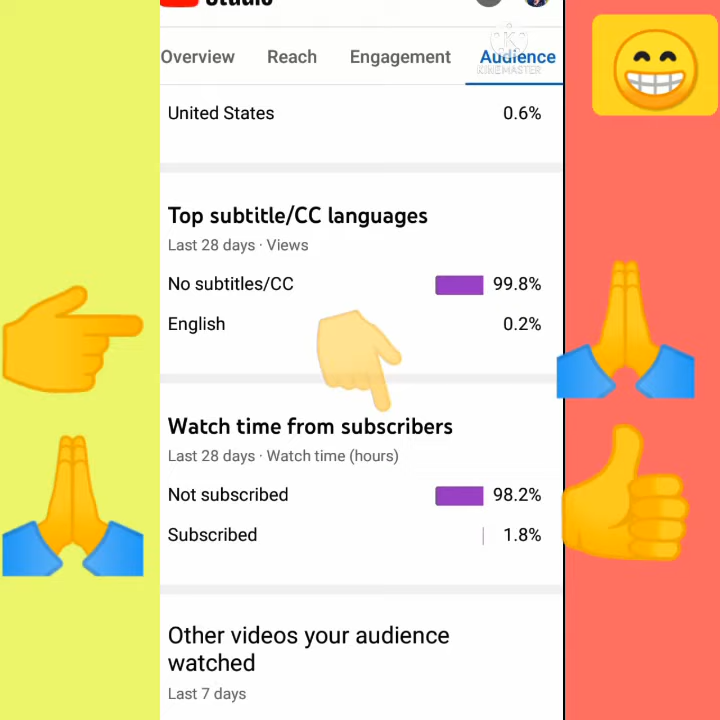 Studio
Overview Reach Engagement Audience
KINEMASTER
United States 0.6%
Top subtitle/CC languages
Last 28 days · Views
No subtitles/CC 99.8%
English 0.2%
Watch time from subscribers
Last 28 days · Watch time (hours)
Not subscribed 98.2%
Subscribed 1.8%
Other videos your audience
watched
Last 7 days